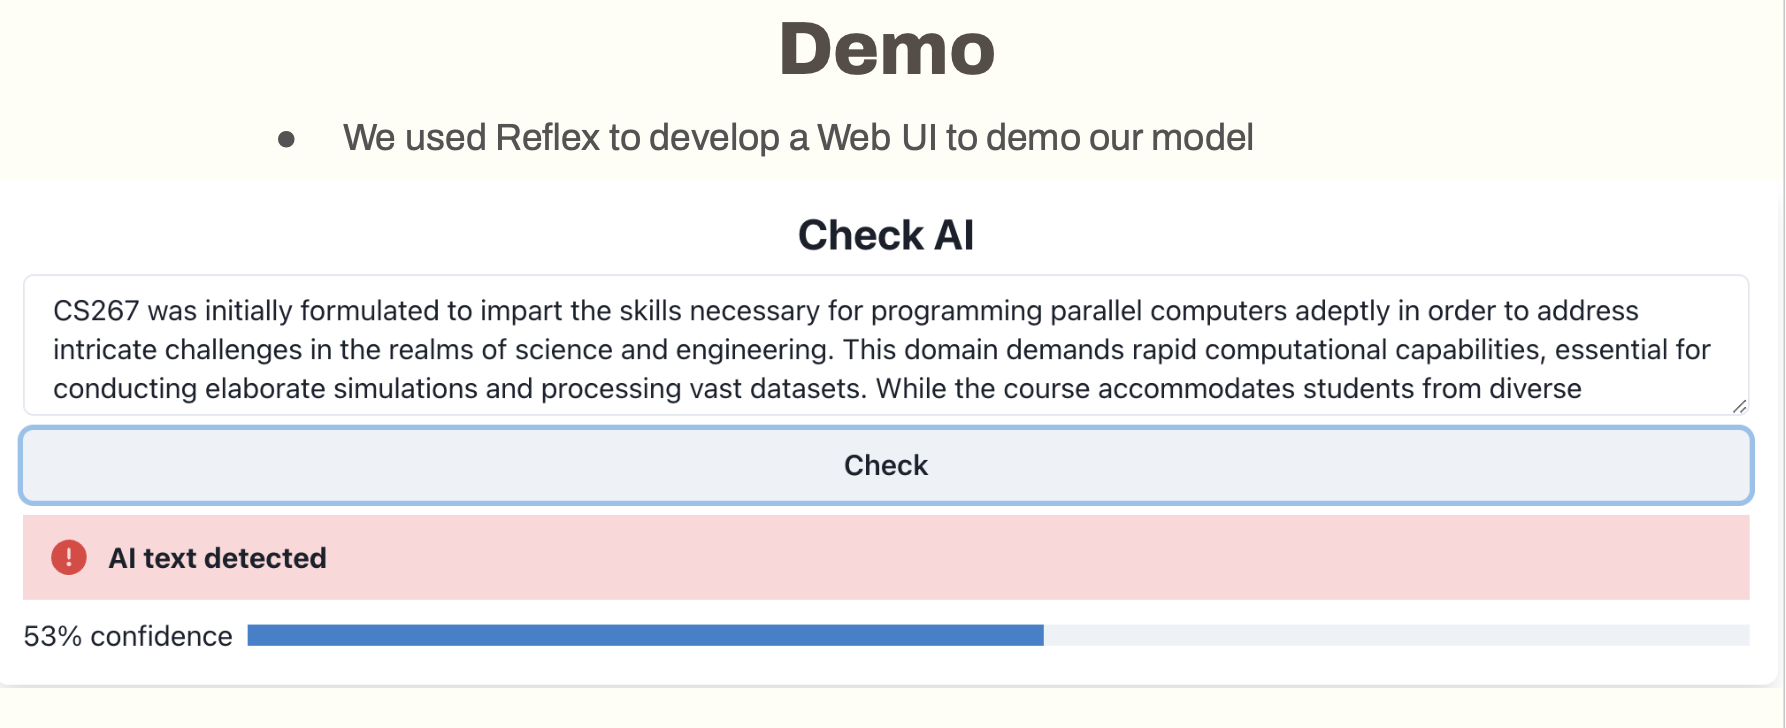 Demo
● We used Reflex to develop a Web UI to demo our model
Check AI
CS267 was initially formulated to impart the skills necessary for programming parallel computers adeptly in order to address
intricate challenges in the realms of science and engineering. This domain demands rapid computational capabilities, essential for
conducting elaborate simulations and processing vast datasets. While the course accommodates students from diverse
Check
AI text detected
53% confidence